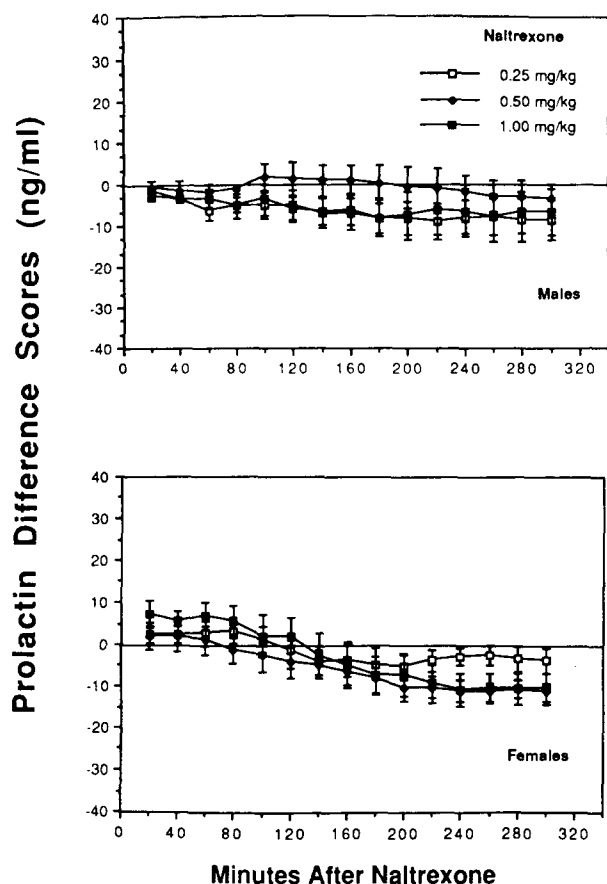 Prolactin Difference Scores (ng/ml)
40
30
20
10
0
-10
-20
-30
-40
Naltrexone
0.25 mg/kg
0.50 mg/kg
1.00 mg/kg
Males
0 40 80 120 160 200 240 280 320
40
30
20
10
0
-10
-20
-30
-40
Females
0 40 80 120 160 200 240 280 320
Minutes After Naltrexone